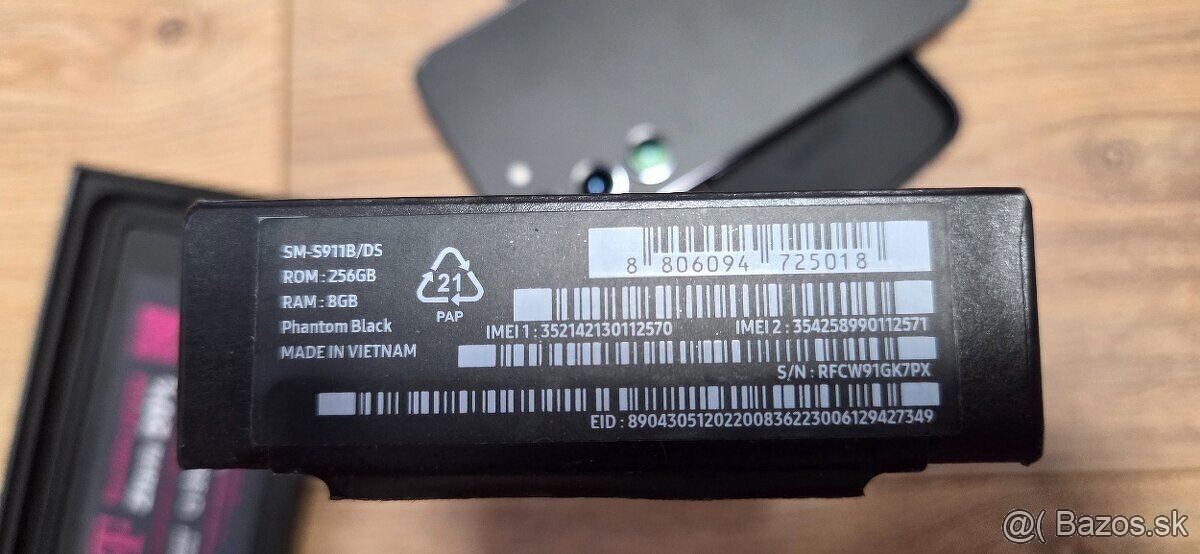 SM-S911B/DS
ROM : 256GB
RAM : 8GB
Phantom Black
MADE IN VIETNAM
21
PAP
8 806094 725018
IMEI 1 : 352142130112570 IMEI 2 : 354258990112571
S/N : RFCW91GK7PX
EID : 89043051202200836223006129427349
@( Bazos.sk